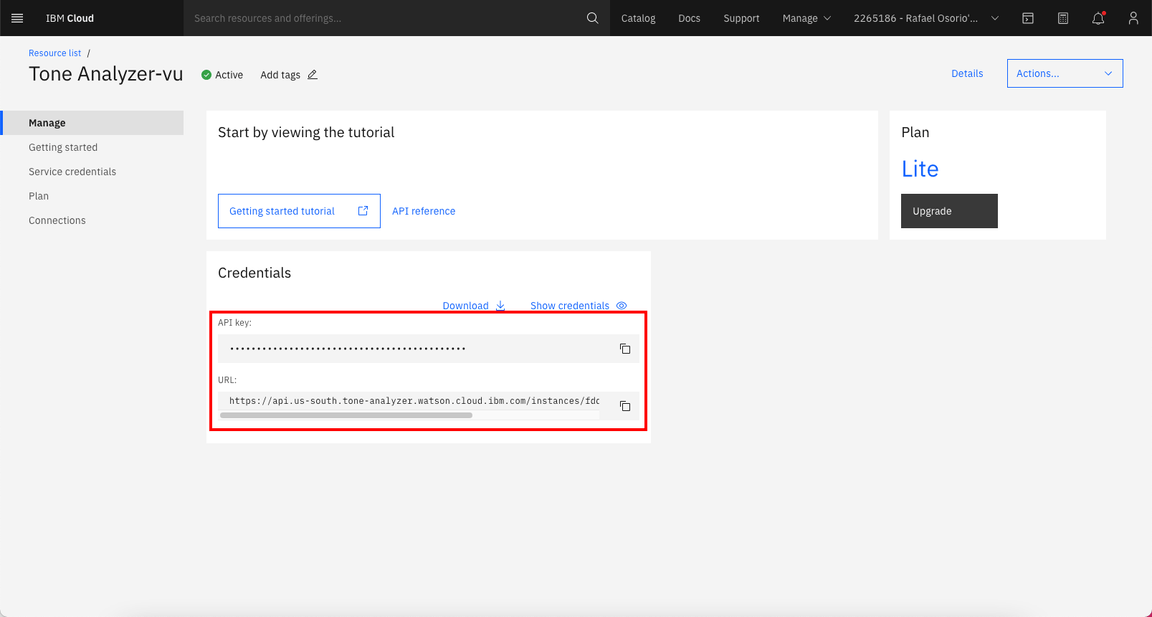 IBM Cloud
Search resources and offerings...
Catalog
Docs
Support
Manage
2265186 - Rafael Osorio'...
Resource list /
Tone Analyzer-vu
Active
Add tags
Details
Actions...
Manage
Getting started
Service credentials
Plan
Connections
Start by viewing the tutorial
Getting started tutorial
API reference
Plan
Lite
Upgrade
Credentials
Download
Show credentials
API key:
••••••••••••••••••••••••••••••••••••••••••••
URL:
https://api.us-south.tone-analyzer.watson.cloud.ibm.com/instances/fdc